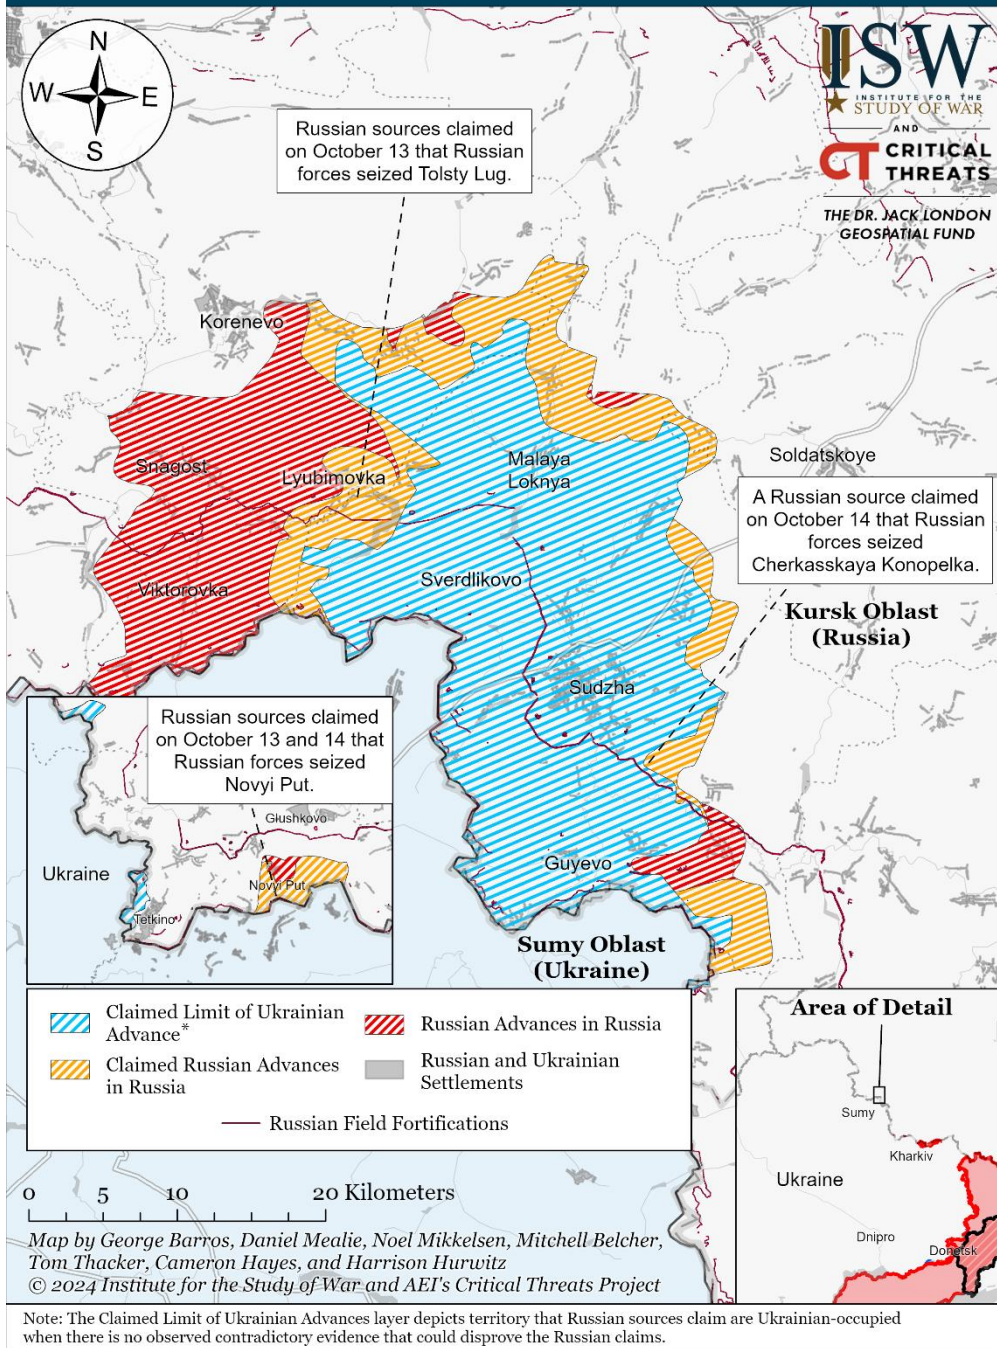 N
W
E
S
ISW
INSTITUTE FOR THE
STUDY OF WAR
AND
CT CRITICAL
THREATS
THE DR. JACK LONDON
GEOSPATIAL FUND
Russian sources claimed
on October 13 that Russian
forces seized Tolsty Lug.
Korenevo
Snagost
Lyubimovka
Malaya
Loknya
Soldatskoye
A Russian source claimed
on October 14 that Russian
forces seized
Cherkasskaya Konopelka.
Viktorovka
Sverdlikovo
Kursk Oblast
(Russia)
Sudzha
Russian sources claimed
on October 13 and 14 that
Russian forces seized
Novyi Put.
Glushkovo
Ukraine
Novyi Put
Tetkino
Guyevo
Sumy Oblast
(Ukraine)
Claimed Limit of Ukrainian
Advance*
Russian Advances in Russia
Claimed Russian Advances
in Russia
Russian and Ukrainian
Settlements
Russian Field Fortifications
Area of Detail
Sumy
Kharkiv
Ukraine
Dnipro
Donetsk
0 5 10 20 Kilometers
Map by George Barros, Daniel Mealie, Noel Mikkelsen, Mitchell Belcher,
Tom Thacker, Cameron Hayes, and Harrison Hurwitz
© 2024 Institute for the Study of War and AEI's Critical Threats Project
Note: The Claimed Limit of Ukrainian Advances layer depicts territory that Russian sources claim are Ukrainian-occupied
when there is no observed contradictory evidence that could disprove the Russian claims.